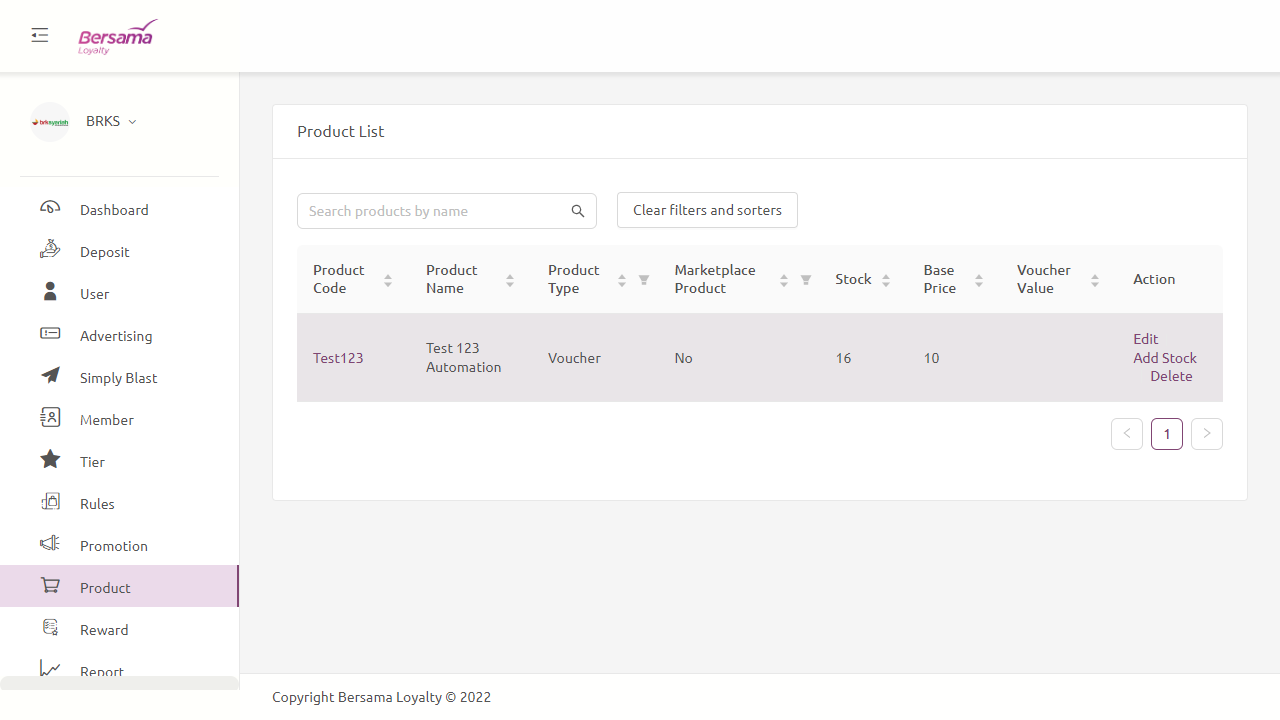 Bersama
Loyalty
brksyariah
BRKS
Dashboard
Deposit
User
Advertising
Simply Blast
Member
Tier
Rules
Promotion
Product
Reward
Report
Product List
Search products by name
Clear filters and sorters
Product Code
Product Name
Product Type
Marketplace Product
Stock
Base Price
Voucher Value
Action
Test123
Test 123 Automation
Voucher
No
16
10
Edit
Add Stock
Delete
1
Copyright Bersama Loyalty © 2022